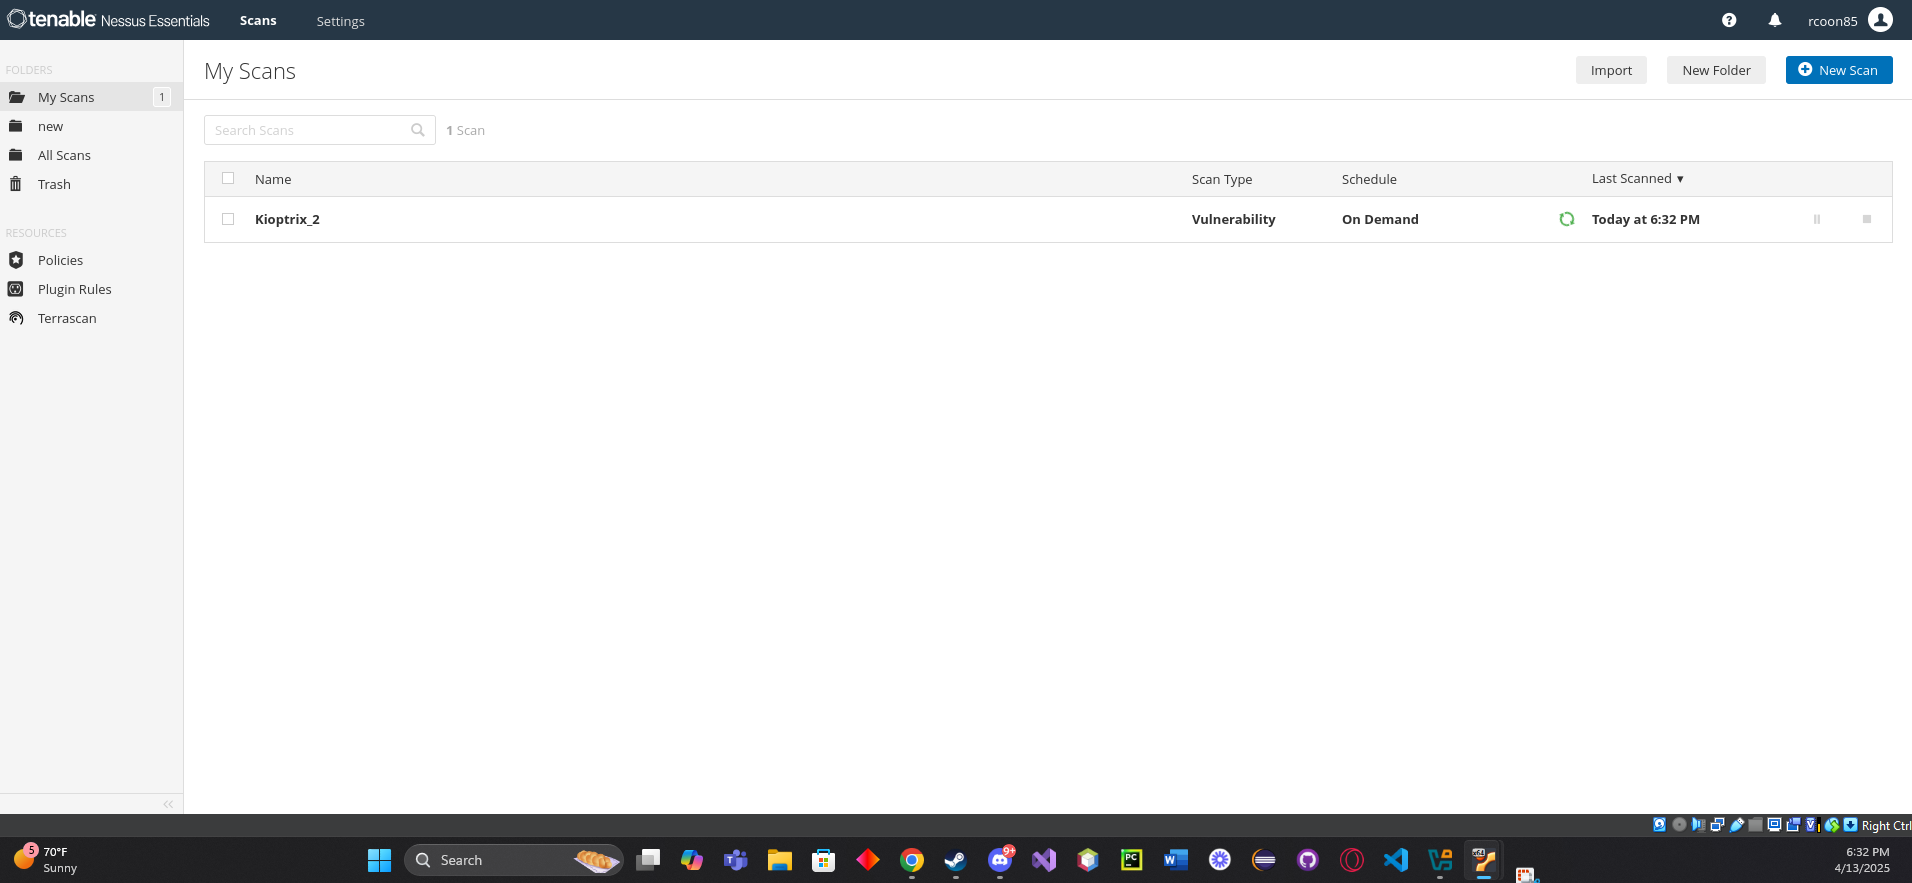 tenable Nessus Essentials Scans Settings rcoon85
FOLDERS
My Scans 1
new
All Scans
Trash
RESOURCES
Policies
Plugin Rules
Terrascan
My Scans
Import New Folder New Scan
Search Scans 1 Scan
Name Scan Type Schedule Last Scanned ▼
Kioptrix_2 Vulnerability On Demand Today at 6:32 PM
Right Ctrl
5 70°F
Sunny
Search
9+
PC
W
x64
6:32 PM
4/13/2025